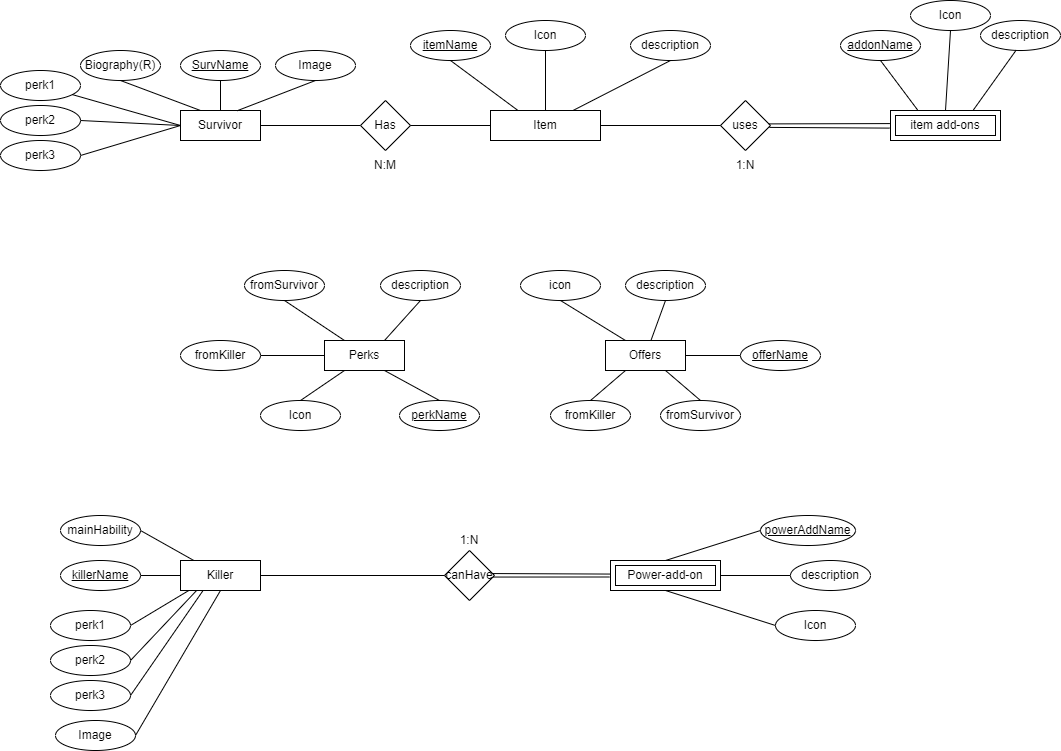 Icon
itemName
Icon
description
addonName
description
Biography(R)
SurvName
Image
perk1
perk2
perk3
Survivor
Has
Item
uses
item add-ons
N:M
1:N
fromSurvivor
description
icon
description
fromKiller
Perks
Offers
offerName
Icon
perkName
fromKiller
fromSurvivor
mainHability
1:N
powerAddName
killerName
Killer
canHave
Power-add-on
description
perk1
Icon
perk2
perk3
Image